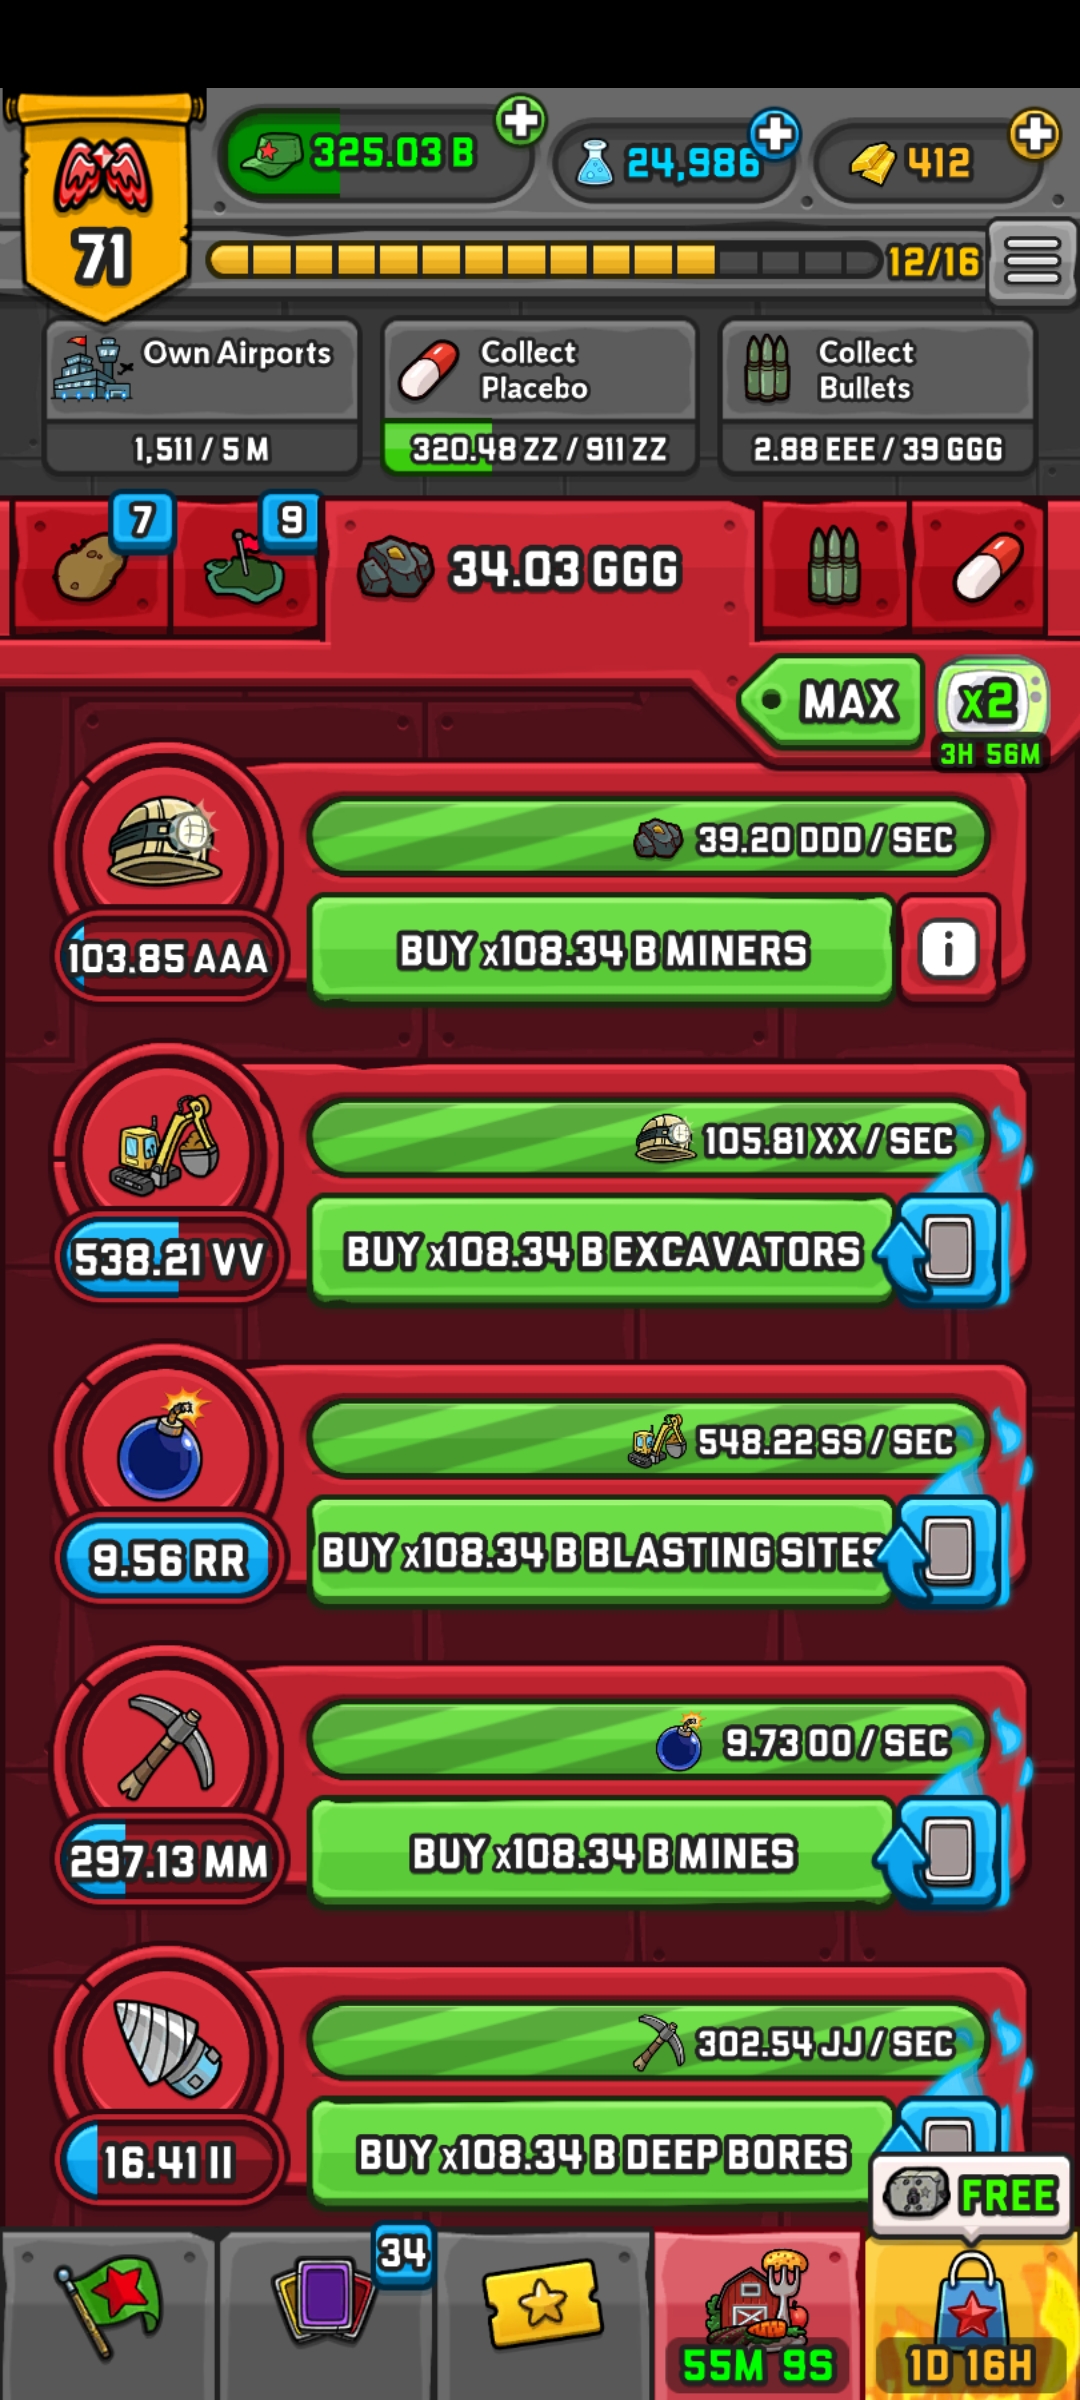 325.03 B
24,986
412
71
12/16
Own Airports
1,511 / 5 M
Collect
Placebo
320.48 ZZ / 911 ZZ
Collect
Bullets
2.88 EEE / 39 GGG
7
9
34.03 GGG
MAX
x2
3H 56M
39.20 DDD / SEC
103.85 AAA
BUY x108.34 B MINERS
i
105.81 XX / SEC
538.21 VV
BUY x108.34 B EXCAVATORS
548.22 SS / SEC
9.56 RR
BUY x108.34 B BLASTING SITES
9.73 OO / SEC
297.13 MM
BUY x108.34 B MINES
302.54 JJ / SEC
16.41 II
BUY x108.34 B DEEP BORES
FREE
34
55M 9S
1D 16H